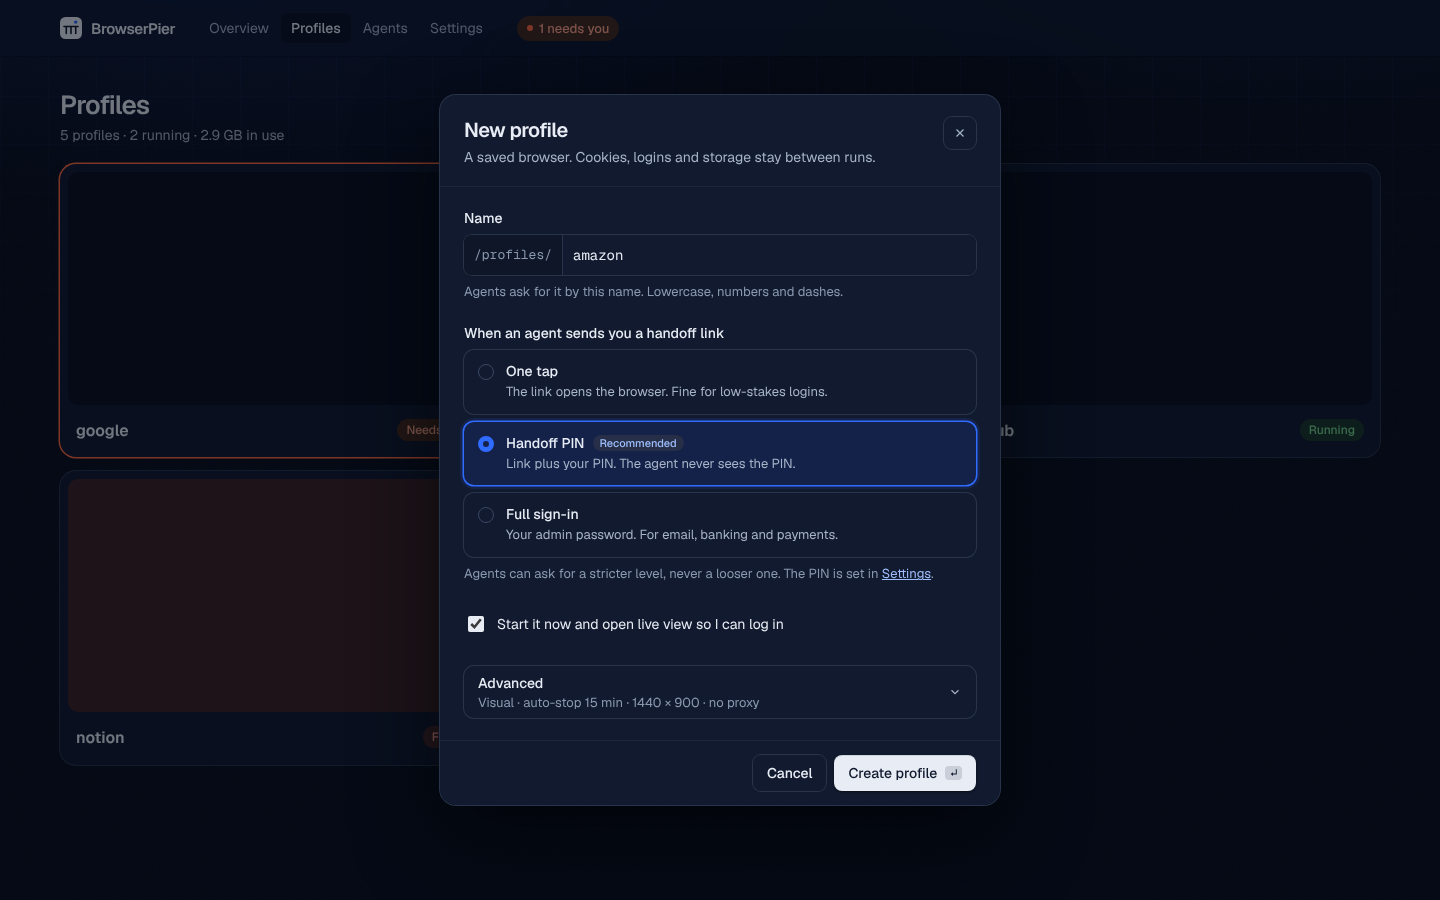 BrowserPier
Overview
Profiles
Agents
Settings
1 needs you
Profiles
5 profiles · 2 running · 2.9 GB in use
google
Needs
Running
notion
New profile
A saved browser. Cookies, logins and storage stay between runs.
Name
/profiles/ amazon
Agents ask for it by this name. Lowercase, numbers and dashes.
When an agent sends you a handoff link
One tap
The link opens the browser. Fine for low-stakes logins.
Handoff PIN Recommended
Link plus your PIN. The agent never sees the PIN.
Full sign-in
Your admin password. For email, banking and payments.
Agents can ask for a stricter level, never a looser one. The PIN is set in Settings.
Start it now and open live view so I can log in
Advanced
Visual · auto-stop 15 min · 1440 × 900 · no proxy
Cancel
Create profile ↵